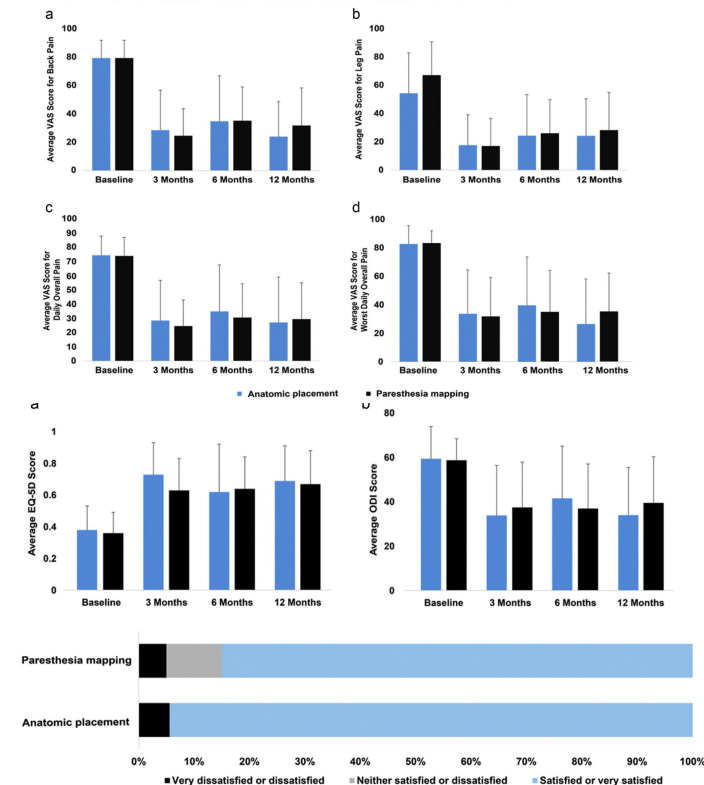 a
Average VAS Score for Back Pain
100
80
60
40
20
0
Baseline 3 Months 6 Months 12 Months
b
Average VAS Score for Leg Pain
100
80
60
40
20
0
Baseline 3 Months 6 Months 12 Months
c
Average VAS Score for
Daily Overall Pain
100
90
80
70
60
50
40
30
20
10
0
Baseline 3 Months 6 Months 12 Months
d
Average VAS Score for
Worst Daily Overall Pain
100
80
60
40
20
0
Baseline 3 Months 6 Months 12 Months
Anatomic placement Paresthesia mapping
a
Average EQ-5D Score
1
0.8
0.6
0.4
0.2
0
Baseline 3 Months 6 Months 12 Months
b
Average ODI Score
80
60
40
20
0
Baseline 3 Months 6 Months 12 Months
Paresthesia mapping
Anatomic placement
0% 10% 20% 30% 40% 50% 60% 70% 80% 90% 100%
Very dissatisfied or dissatisfied Neither satisfied or dissatisfied Satisfied or very satisfied